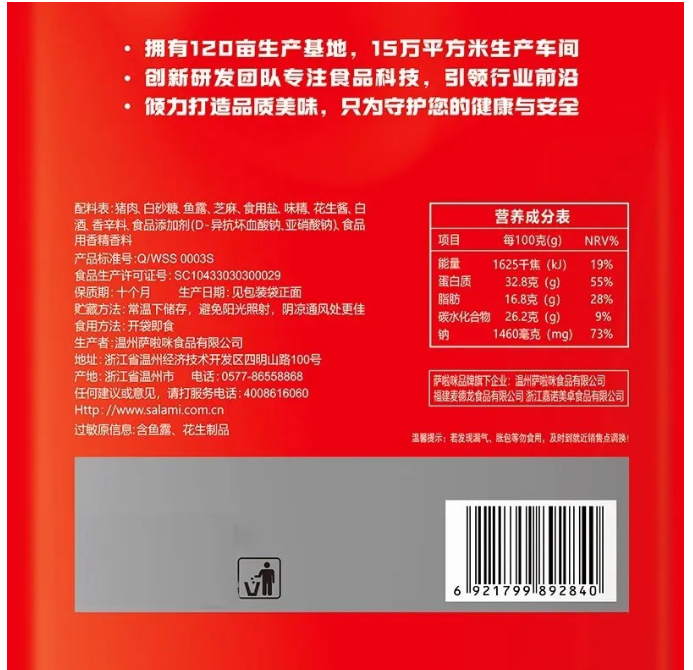 • 拥有120亩生产基地，15万平方米生产车间
• 创新研发团队专注食品科技，引领行业前沿
• 倾力打造品质美味，只为守护您的健康与安全
配料表:猪肉、白砂糖、鱼露、芝麻、食用盐、味精、花生酱、白
酒、香辛料、食品添加剂(D-异抗坏血酸钠、亚硝酸钠)、食品
用香精香料
产品标准号:Q/WSS 0003S
食品生产许可证号:SC10433030300029
保质期:十个月 生产日期:见包装袋正面
贮藏方法:常温下储存，避免阳光照射，阴凉通风处更佳
食用方法:开袋即食
生产者:温州萨啦咪食品有限公司
地址:浙江省温州经济技术开发区四明山路100号
产地:浙江省温州市 电话:0577-86558868
任何建议或意见，请打服务电话:4008616060
Http://www.salami.com.cn
过敏原信息:含鱼露、花生制品
营养成分表
项目 每100克(g) NRV%
能量 1625千焦 (kJ) 19%
蛋白质 32.8克 (g) 55%
脂肪 16.8克 (g) 28%
碳水化合物 26.2克 (g) 9%
钠 1460毫克 (mg) 73%
萨啦咪品牌旗下企业：温州萨啦咪食品有限公司
福建麦德龙食品有限公司 浙江嘉诺美卓食品有限公司
温馨提示：若发现漏气、胀包等勿食用，及时到就近销售点调换!
6 921799 892840